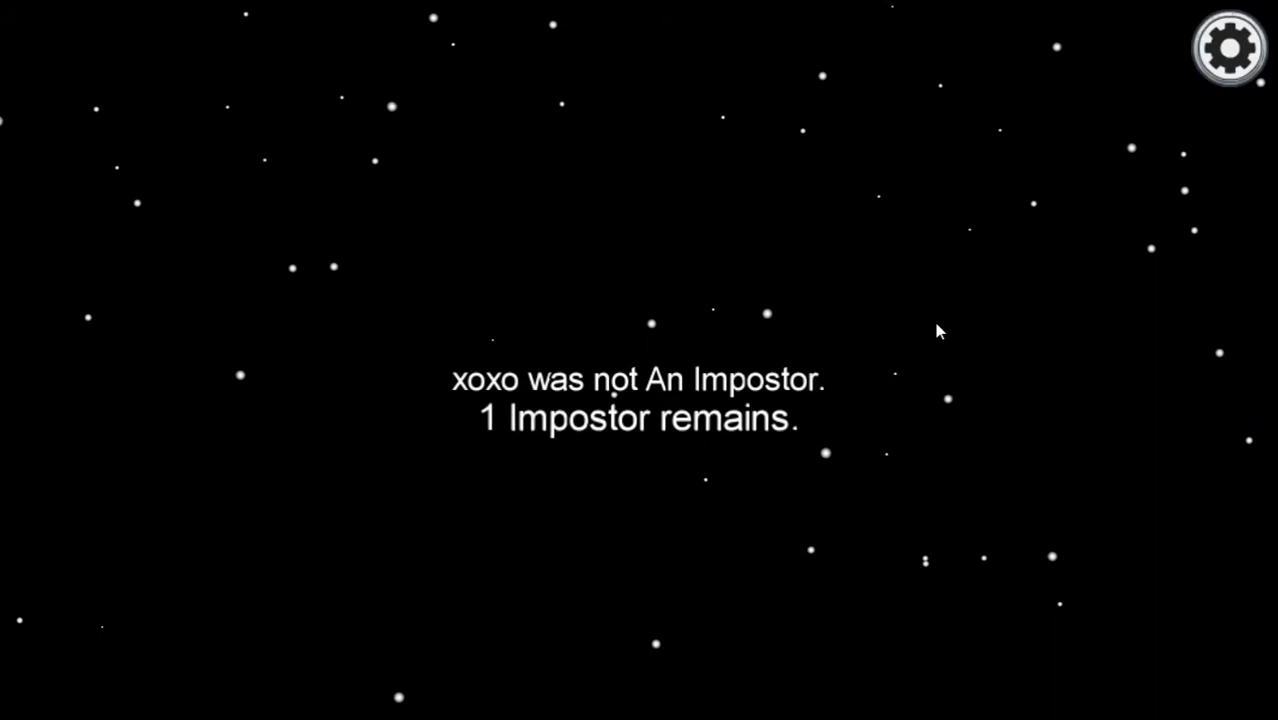 xoxo was not An Impostor.
1 Impostor remains.